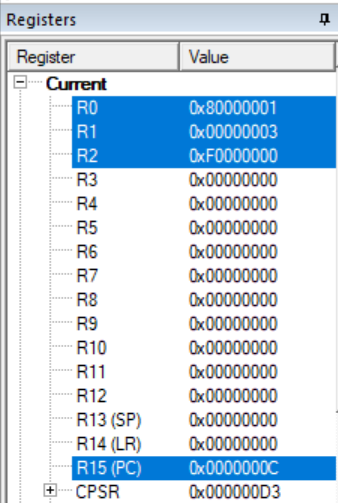 Registers
Register Value
Current
R0 0x80000001
R1 0x00000003
R2 0xF0000000
R3 0x00000000
R4 0x00000000
R5 0x00000000
R6 0x00000000
R7 0x00000000
R8 0x00000000
R9 0x00000000
R10 0x00000000
R11 0x00000000
R12 0x00000000
R13 (SP) 0x00000000
R14 (LR) 0x00000000
R15 (PC) 0x0000000C
CPSR 0x000000D3